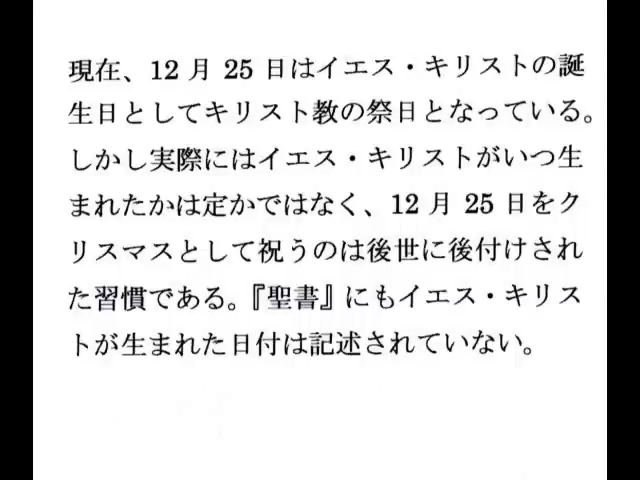 現在、12 月 25 日はイエス・キリストの誕
生日としてキリスト教の祭日となっている。
しかし実際にはイエス・キリストがいつ生
まれたかは定かではなく、12 月 25 日をク
リスマスとして祝うのは後世に後付けされ
た習慣である。『聖書』にもイエス・キリス
トが生まれた日付は記述されていない。